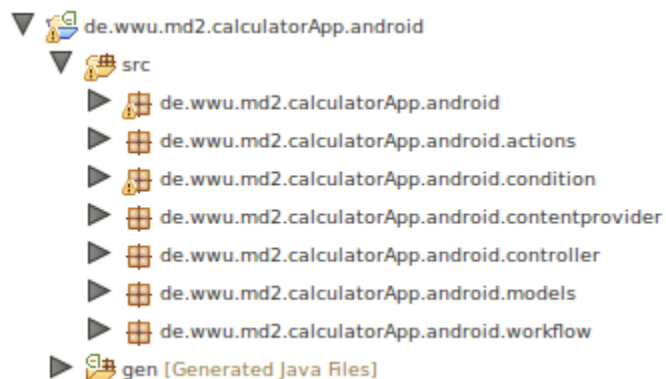 de.wwu.md2.calculatorApp.android
src
de.wwu.md2.calculatorApp.android
de.wwu.md2.calculatorApp.android.actions
de.wwu.md2.calculatorApp.android.condition
de.wwu.md2.calculatorApp.android.contentprovider
de.wwu.md2.calculatorApp.android.controller
de.wwu.md2.calculatorApp.android.models
de.wwu.md2.calculatorApp.android.workflow
gen [Generated Java Files]